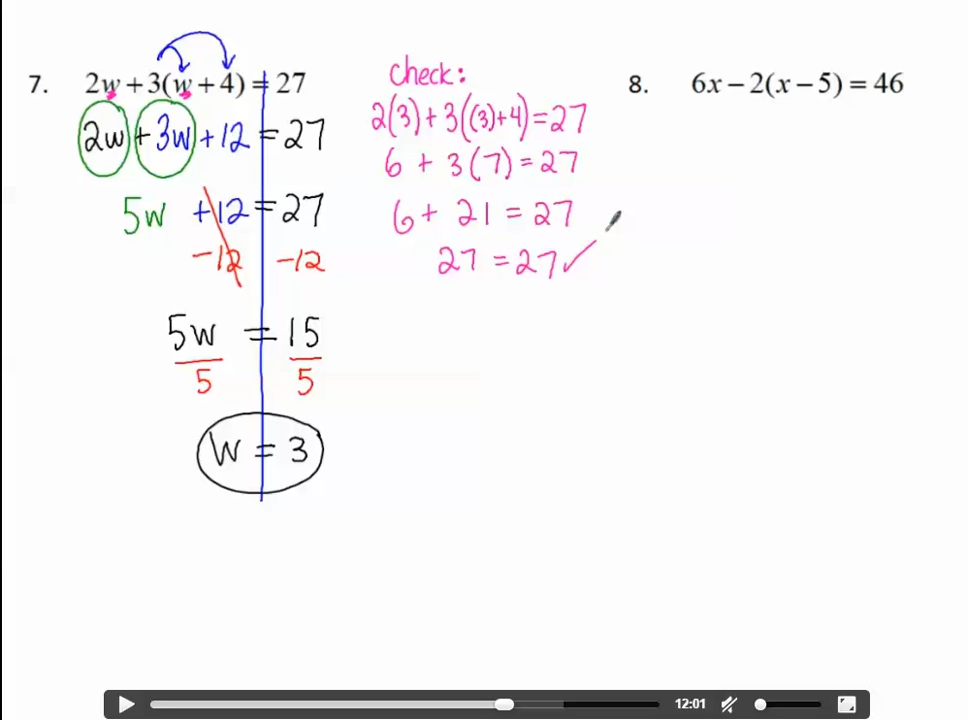 7. 2w + 3(w + 4) = 27
2w + 3w + 12 = 27
5w + 12 = 27
-12 -12
5w = 15
5 5
w = 3
check:
2(3) + 3((3)+4) = 27
6 + 3(7) = 27
6 + 21 = 27
27 = 27 ✓
8. 6x − 2(x − 5) = 46
12:01